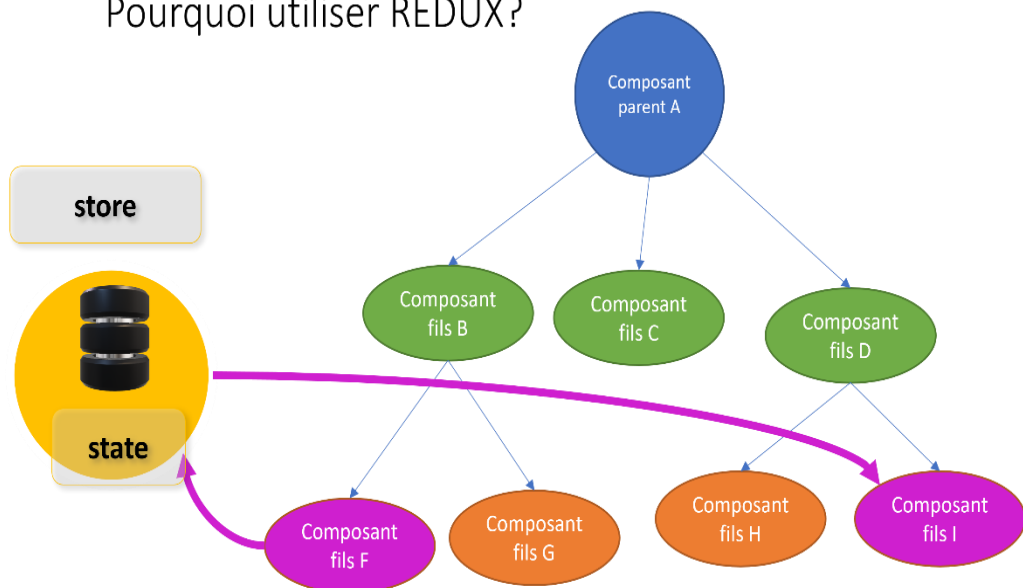 Pourquoi utiliser REDUX?
Composant
parent A
store
Composant
fils B
Composant
fils C
Composant
fils D
state
Composant
fils F
Composant
fils G
Composant
fils H
Composant
fils I